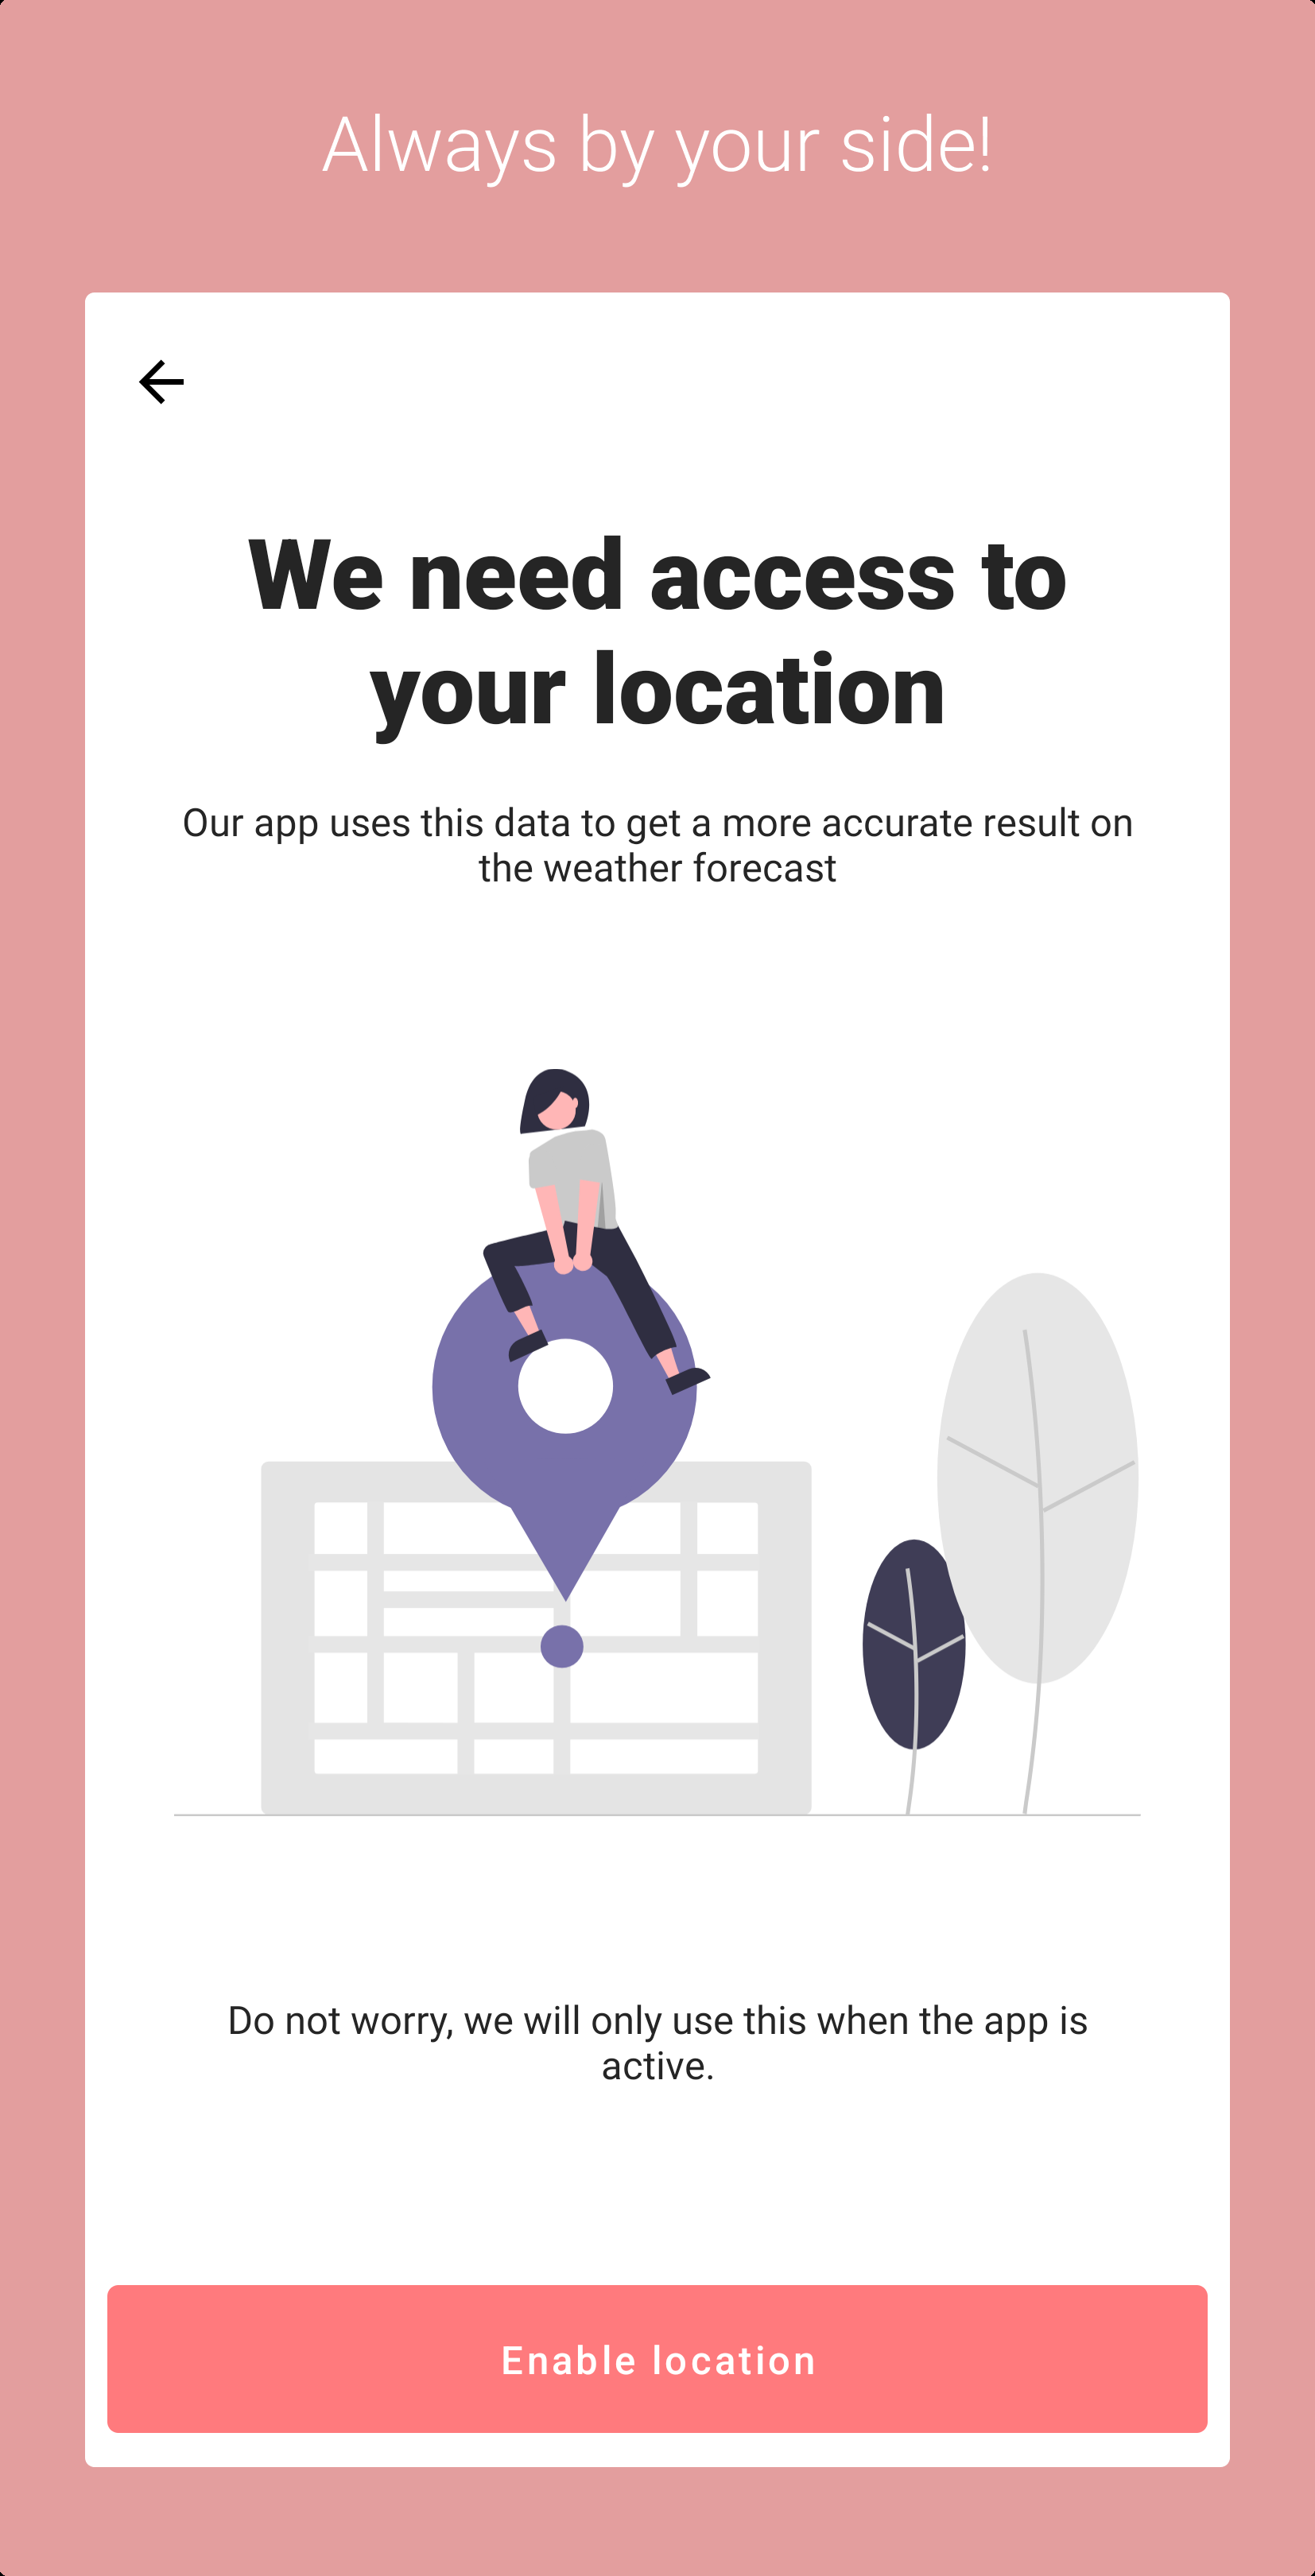 Always by your side!
We need access to
your location
Our app uses this data to get a more accurate result on
the weather forecast
Do not worry, we will only use this when the app is
active.
Enable location